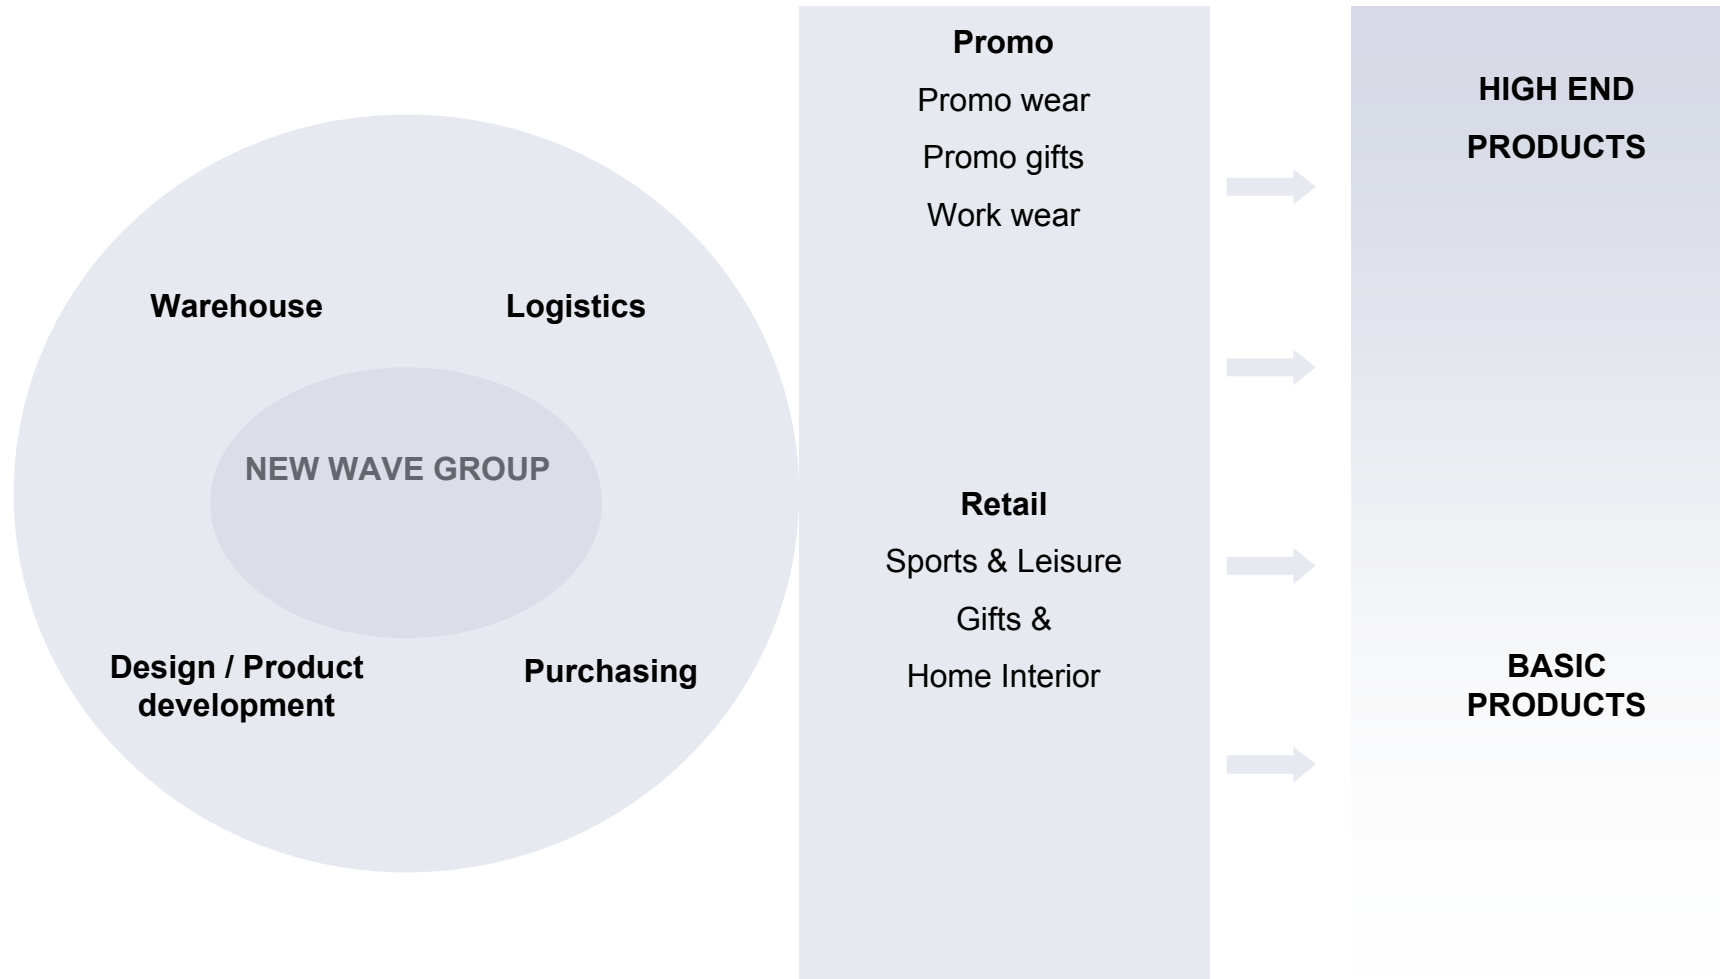 Warehouse
Logistics
NEW WAVE GROUP
Design / Product
development
Purchasing
Promo
Promo wear
Promo gifts
Work wear
Retail
Sports & Leisure
Gifts &
Home Interior
HIGH END
PRODUCTS
BASIC
PRODUCTS